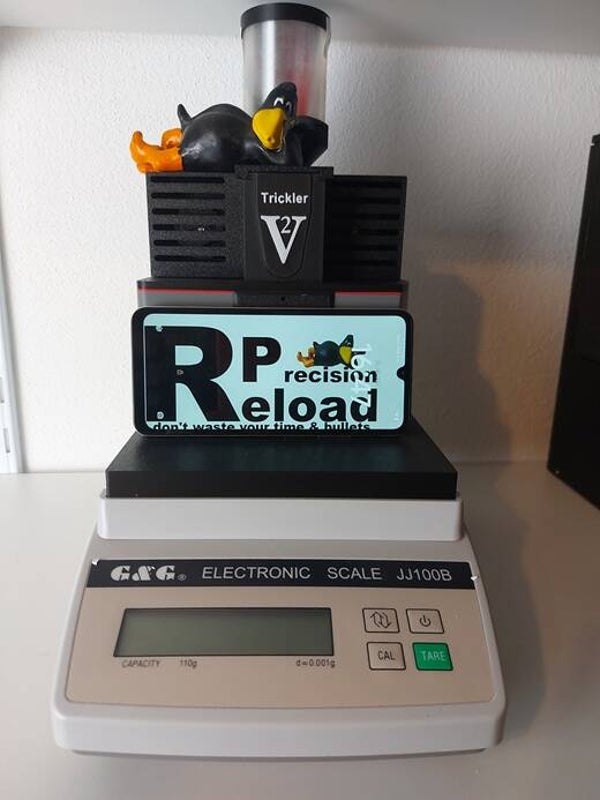 Trickler
V2
R Precision
Reload
don't waste your time & bullets
G&G® ELECTRONIC SCALE JJ100B
CAPACITY 110g d=0.001g
CAL TARE